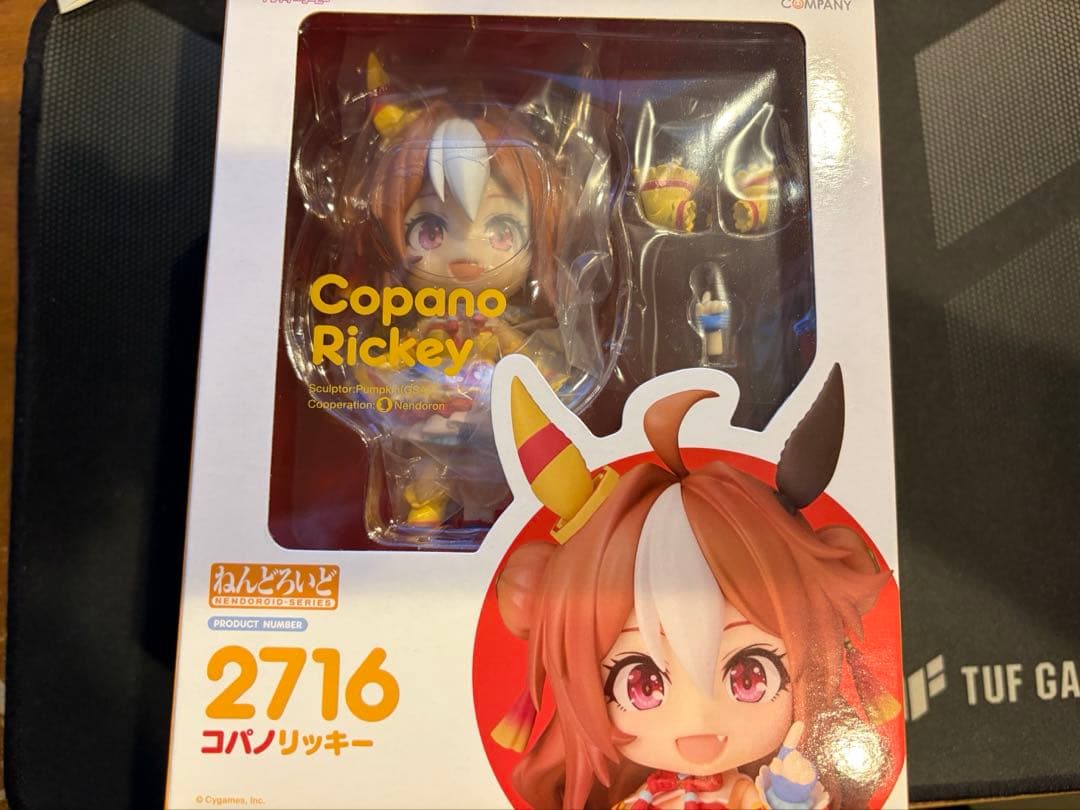 COMPANY
Copano
Rickey
Sculptor:Pumpkin
Cooperation: Nendoron
ねんどろいど
NENDOROID-SERIES
PRODUCT NUMBER
2716
コパノリッキー
© Cygames, Inc.
TUF GA